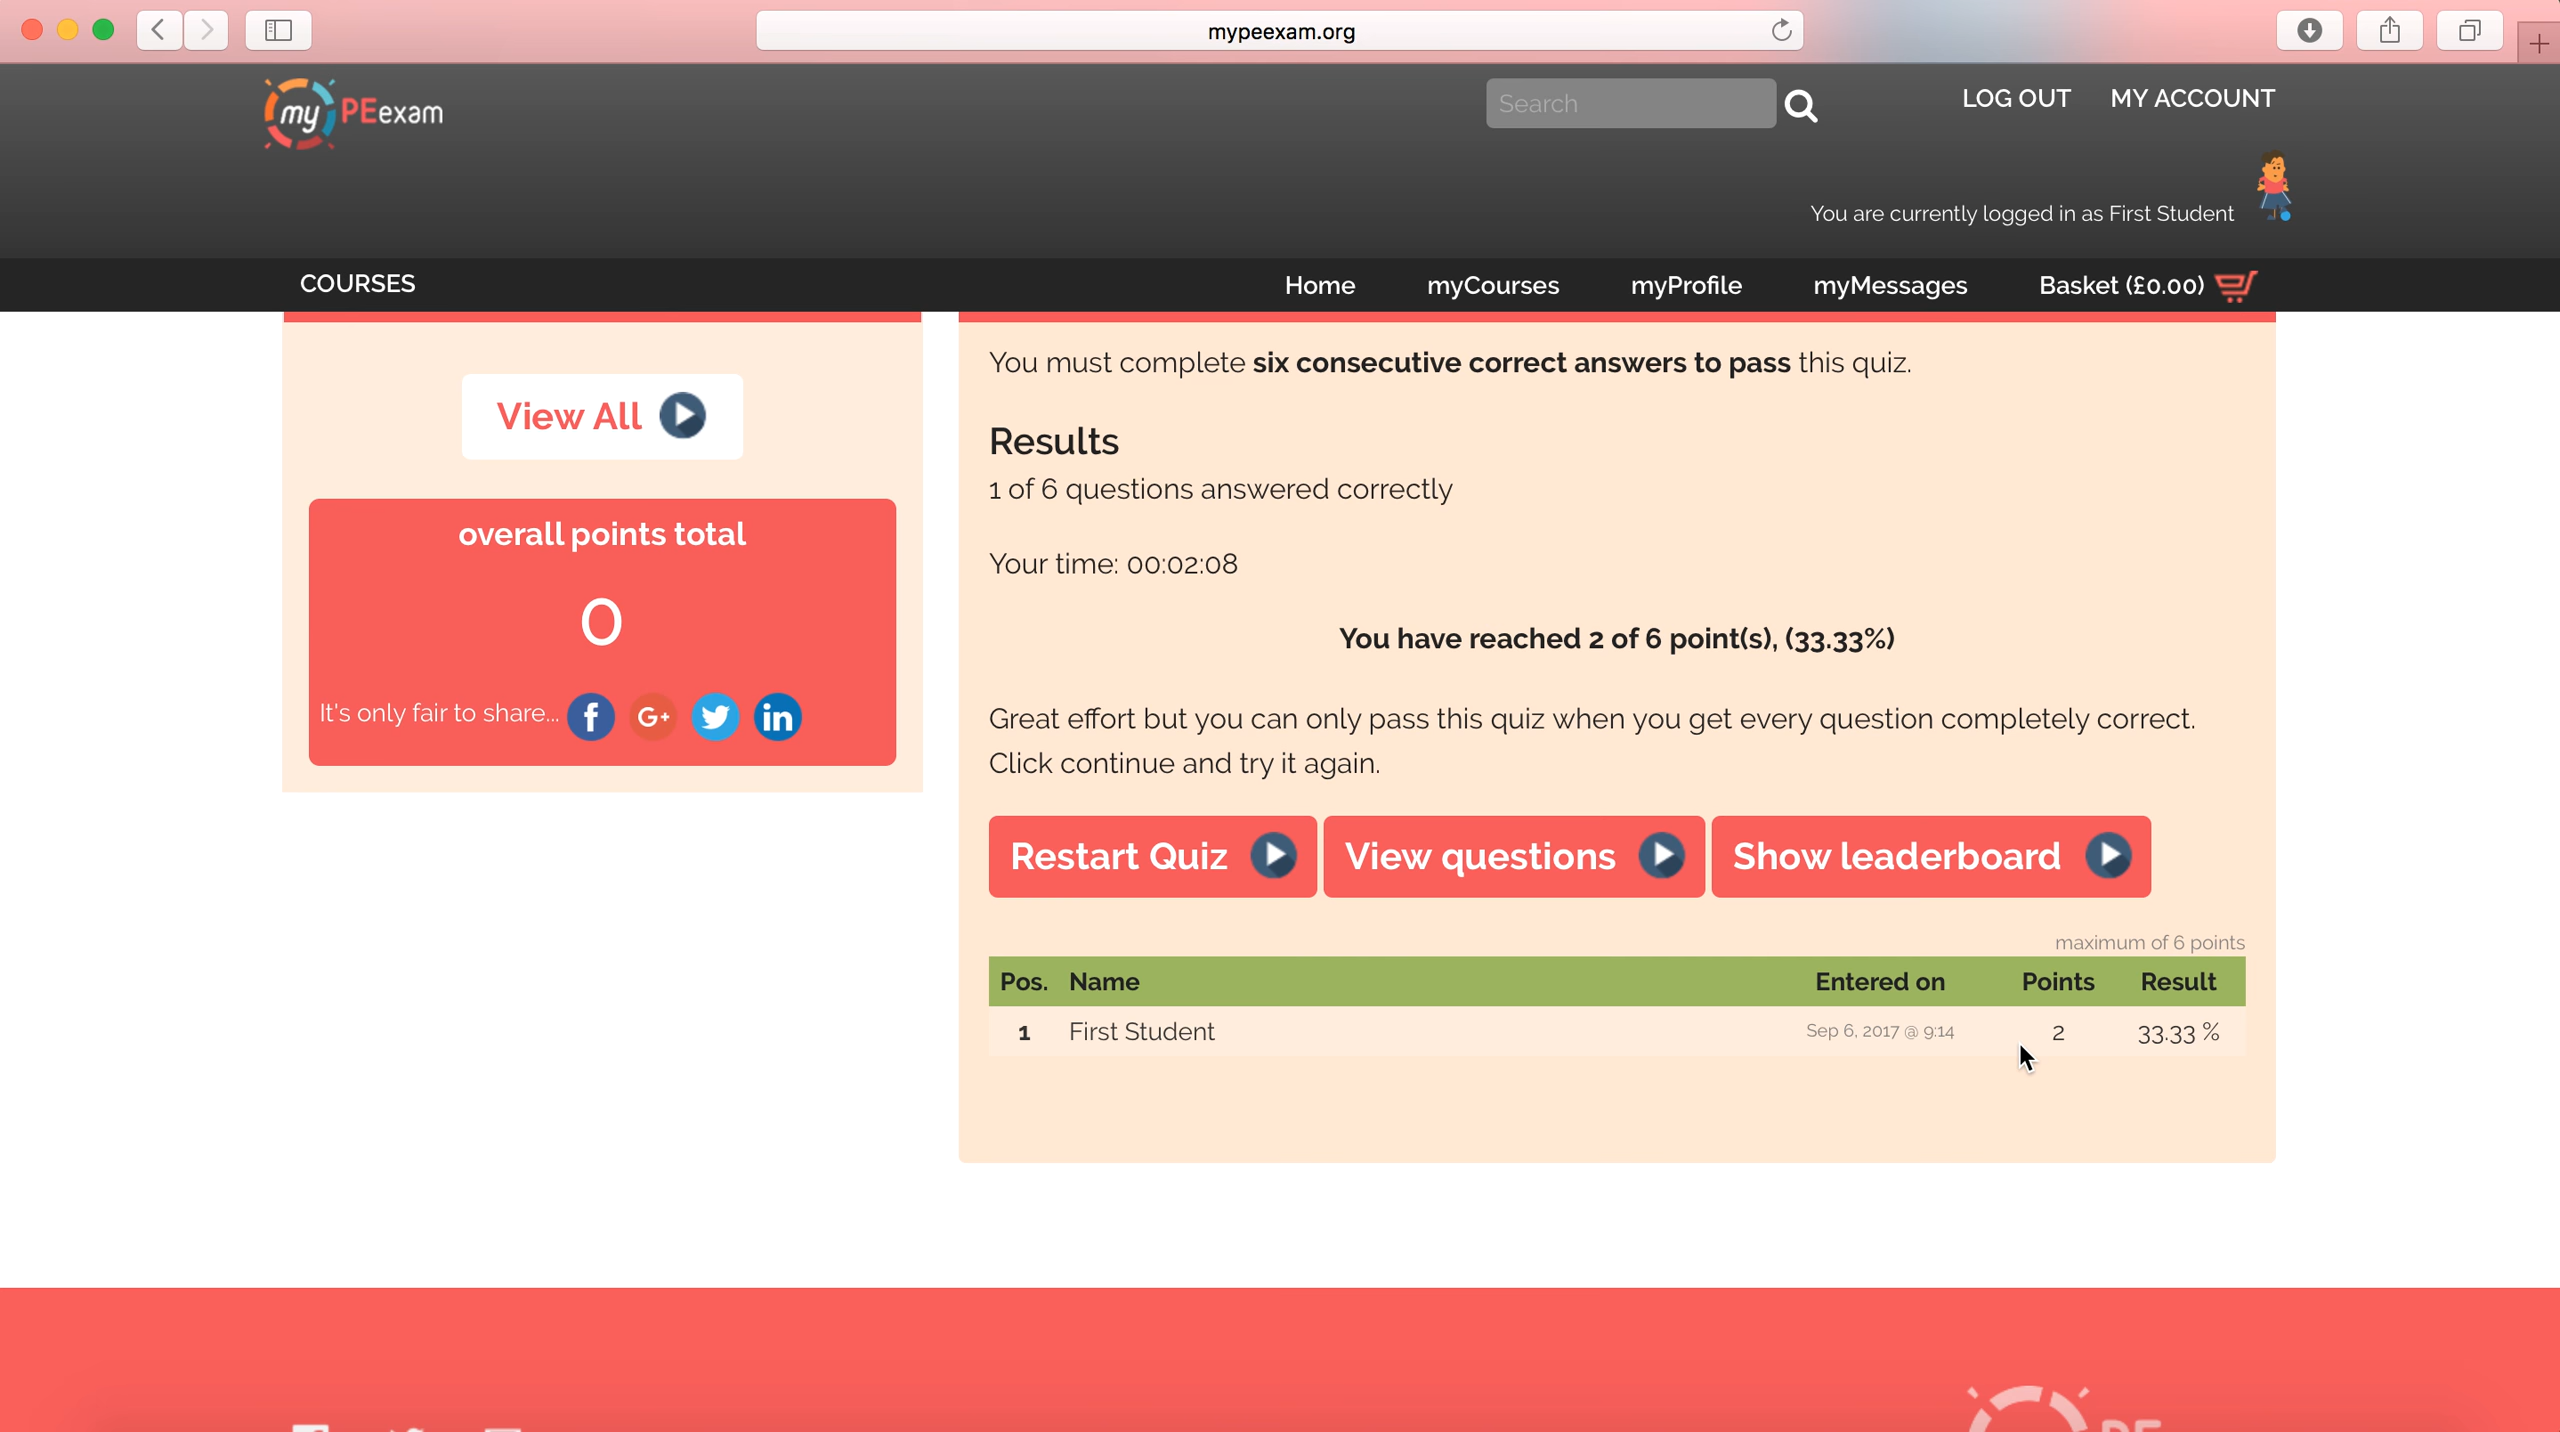 mypeexam.org
my PEexam
Search
LOG OUT MY ACCOUNT
You are currently logged in as First Student
COURSES
Home myCourses myProfile myMessages Basket (£0.00)
View All
overall points total
0
It's only fair to share... f G+ in
You must complete six consecutive correct answers to pass this quiz.
Results
1 of 6 questions answered correctly
Your time: 00:02:08
You have reached 2 of 6 point(s), (33.33%)
Great effort but you can only pass this quiz when you get every question completely correct.
Click continue and try it again.
Restart Quiz View questions Show leaderboard
maximum of 6 points
Pos. Name Entered on Points Result
1 First Student Sep 6, 2017 @ 9:14 2 33.33 %
PE